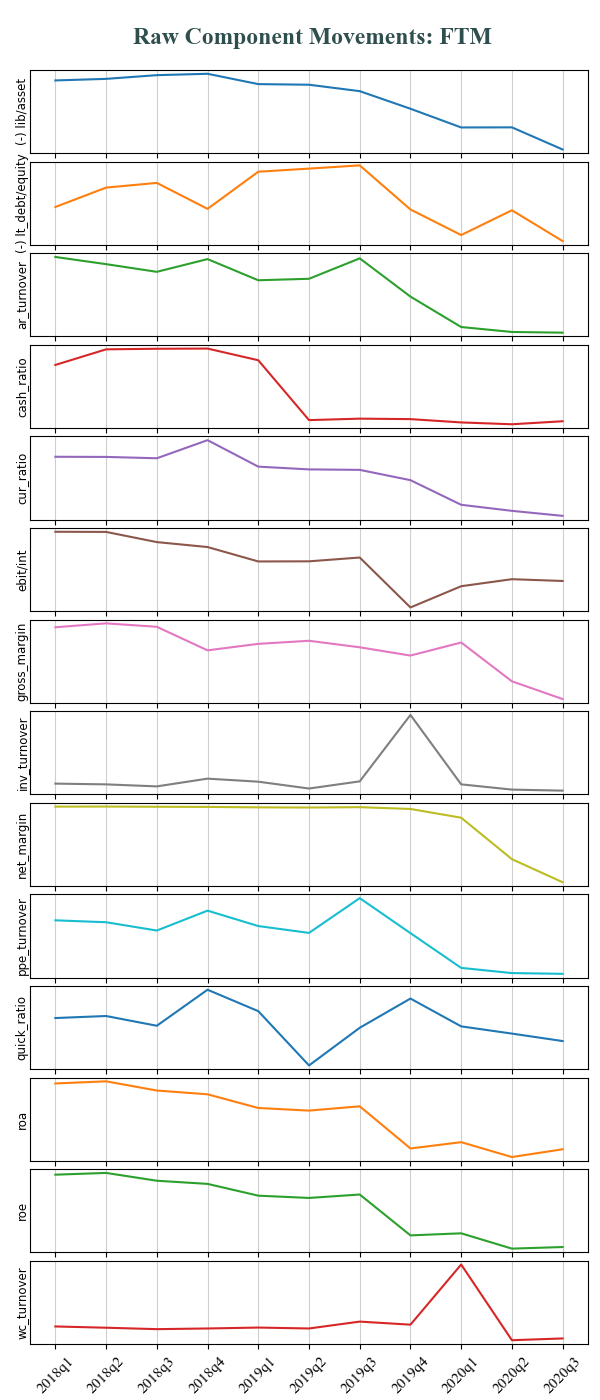 Raw Component Movements: FTM
(-) lib/asset
(-) lt_debt/equity
ar_turnover
cash_ratio
cur_ratio
ebit/int
gross_margin
inv_turnover
net_margin
ppe_turnover
quick_ratio
roa
roe
wc_turnover
2018q1 2018q2 2018q3 2018q4 2019q1 2019q2 2019q3 2019q4 2020q1 2020q2 2020q3